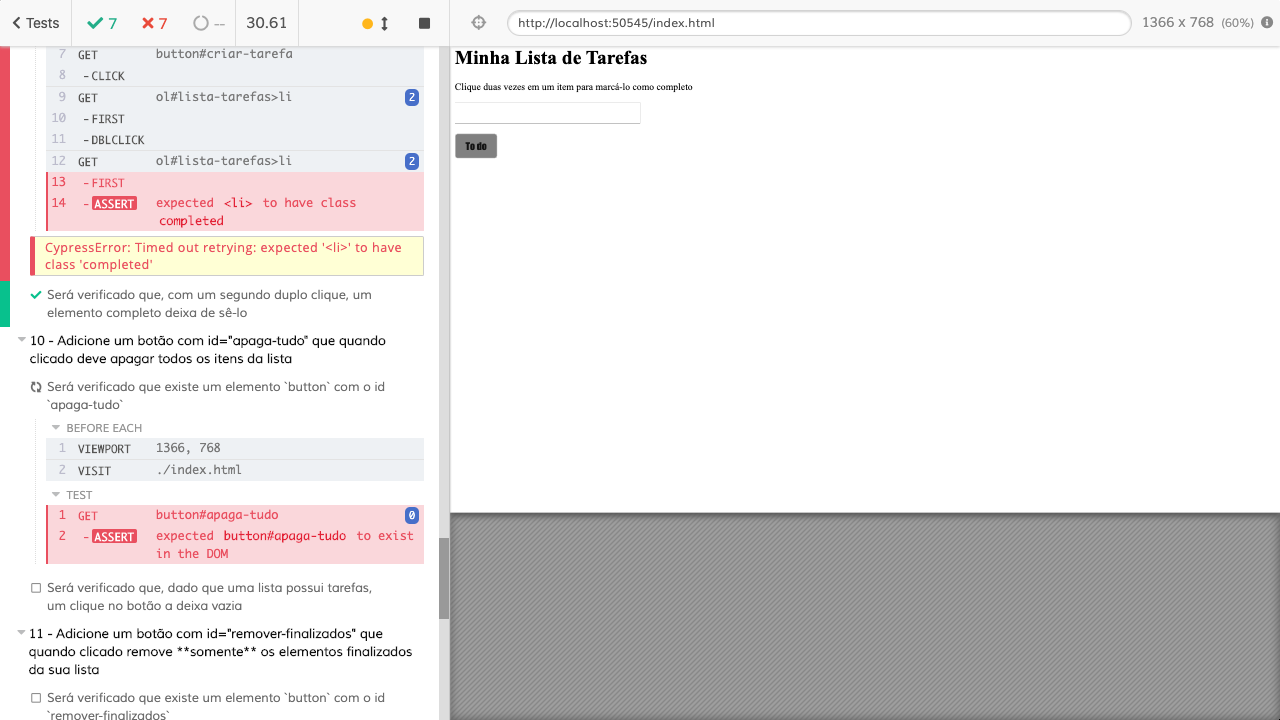 Tests
7
7
--
30.61
http://localhost:50545/index.html
1366 x 768 (60%)
7 GET button#criar-tarefa
8 -CLICK
9 GET ol#lista-tarefas>li 2
10 -FIRST
11 -DBLCLICK
12 GET ol#lista-tarefas>li 2
13 -FIRST
14 -ASSERT expected <li> to have class
completed
CypressError: Timed out retrying: expected '<li>' to have
class 'completed'
Será verificado que, com um segundo duplo clique, um
elemento completo deixa de sê-lo
10 - Adicione um botão com id="apaga-tudo" que quando
clicado deve apagar todos os itens da lista
Será verificado que existe um elemento `button` com o id
`apaga-tudo`
BEFORE EACH
1 VIEWPORT 1366, 768
2 VISIT ./index.html
TEST
1 GET button#apaga-tudo 0
2 -ASSERT expected button#apaga-tudo to exist
in the DOM
Será verificado que, dado que uma lista possui tarefas,
um clique no botão a deixa vazia
11 - Adicione um botão com id="remover-finalizados" que
quando clicado remove **somente** os elementos finalizados
da sua lista
Será verificado que existe um elemento `button` com o id
`remover-finalizados`
Minha Lista de Tarefas
Clique duas vezes em um item para marcá-lo como completo
To do